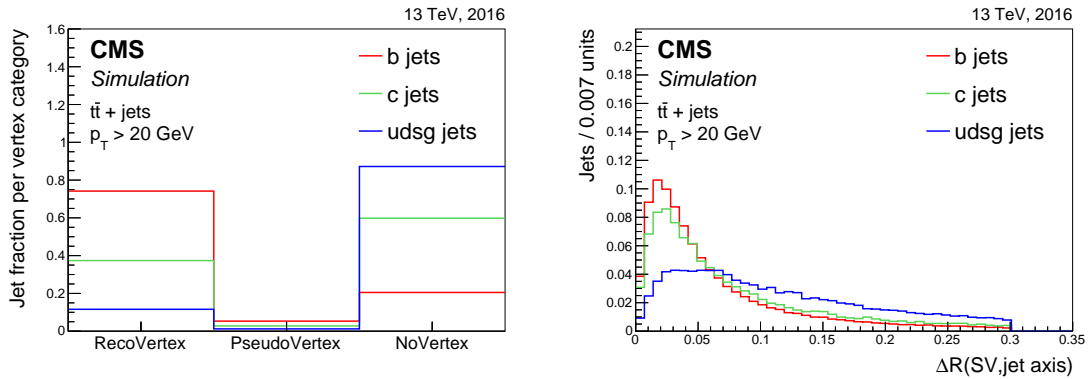 13 TeV, 2016
CMS
Simulation
tt̄ + jets
p_T > 20 GeV
b jets
c jets
udsg jets
Jet fraction per vertex category
1.6
1.4
1.2
1
0.8
0.6
0.4
0.2
0
RecoVertex PseudoVertex NoVertex
13 TeV, 2016
CMS
Simulation
tt̄ + jets
p_T > 20 GeV
b jets
c jets
udsg jets
Jets / 0.007 units
0.2
0.18
0.16
0.14
0.12
0.1
0.08
0.06
0.04
0.02
0
0 0.05 0.1 0.15 0.2 0.25 0.3 0.35
ΔR(SV,jet axis)